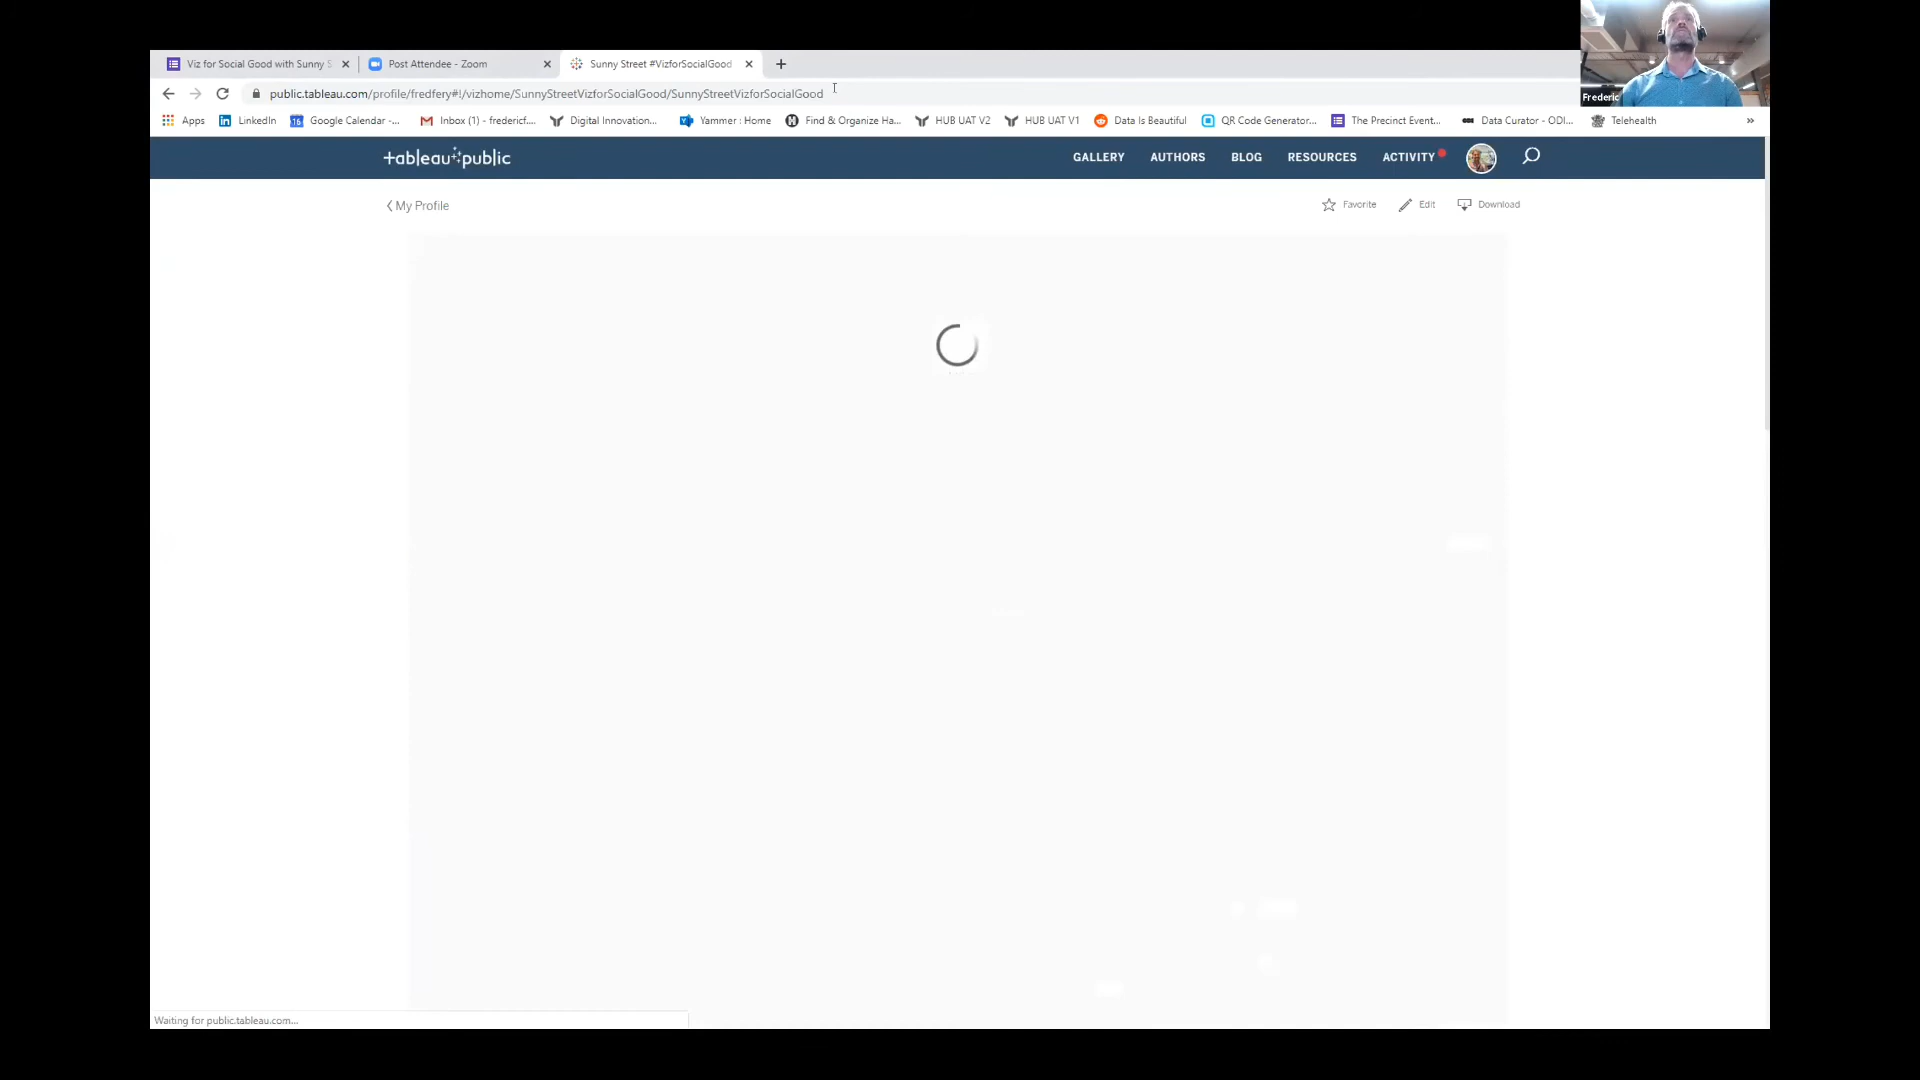 Viz for Social Good with Sunny S
Post Attendee - Zoom
Sunny Street #VizforSocialGood
public.tableau.com/profile/fredfery#!/vizhome/SunnyStreetVizforSocialGood/SunnyStreetVizforSocialGood
Frederic
Apps
LinkedIn
16
Google Calendar -...
Inbox (1) - fredericf....
Digital Innovation...
Yammer : Home
Find & Organize Ha...
HUB UAT V2
HUB UAT V1
Data Is Beautiful
QR Code Generator...
The Precinct Event...
Data Curator - ODI...
Telehealth
»
+ableau public
GALLERY
AUTHORS
BLOG
RESOURCES
ACTIVITY
My Profile
Favorite
Edit
Download
Waiting for public.tableau.com...